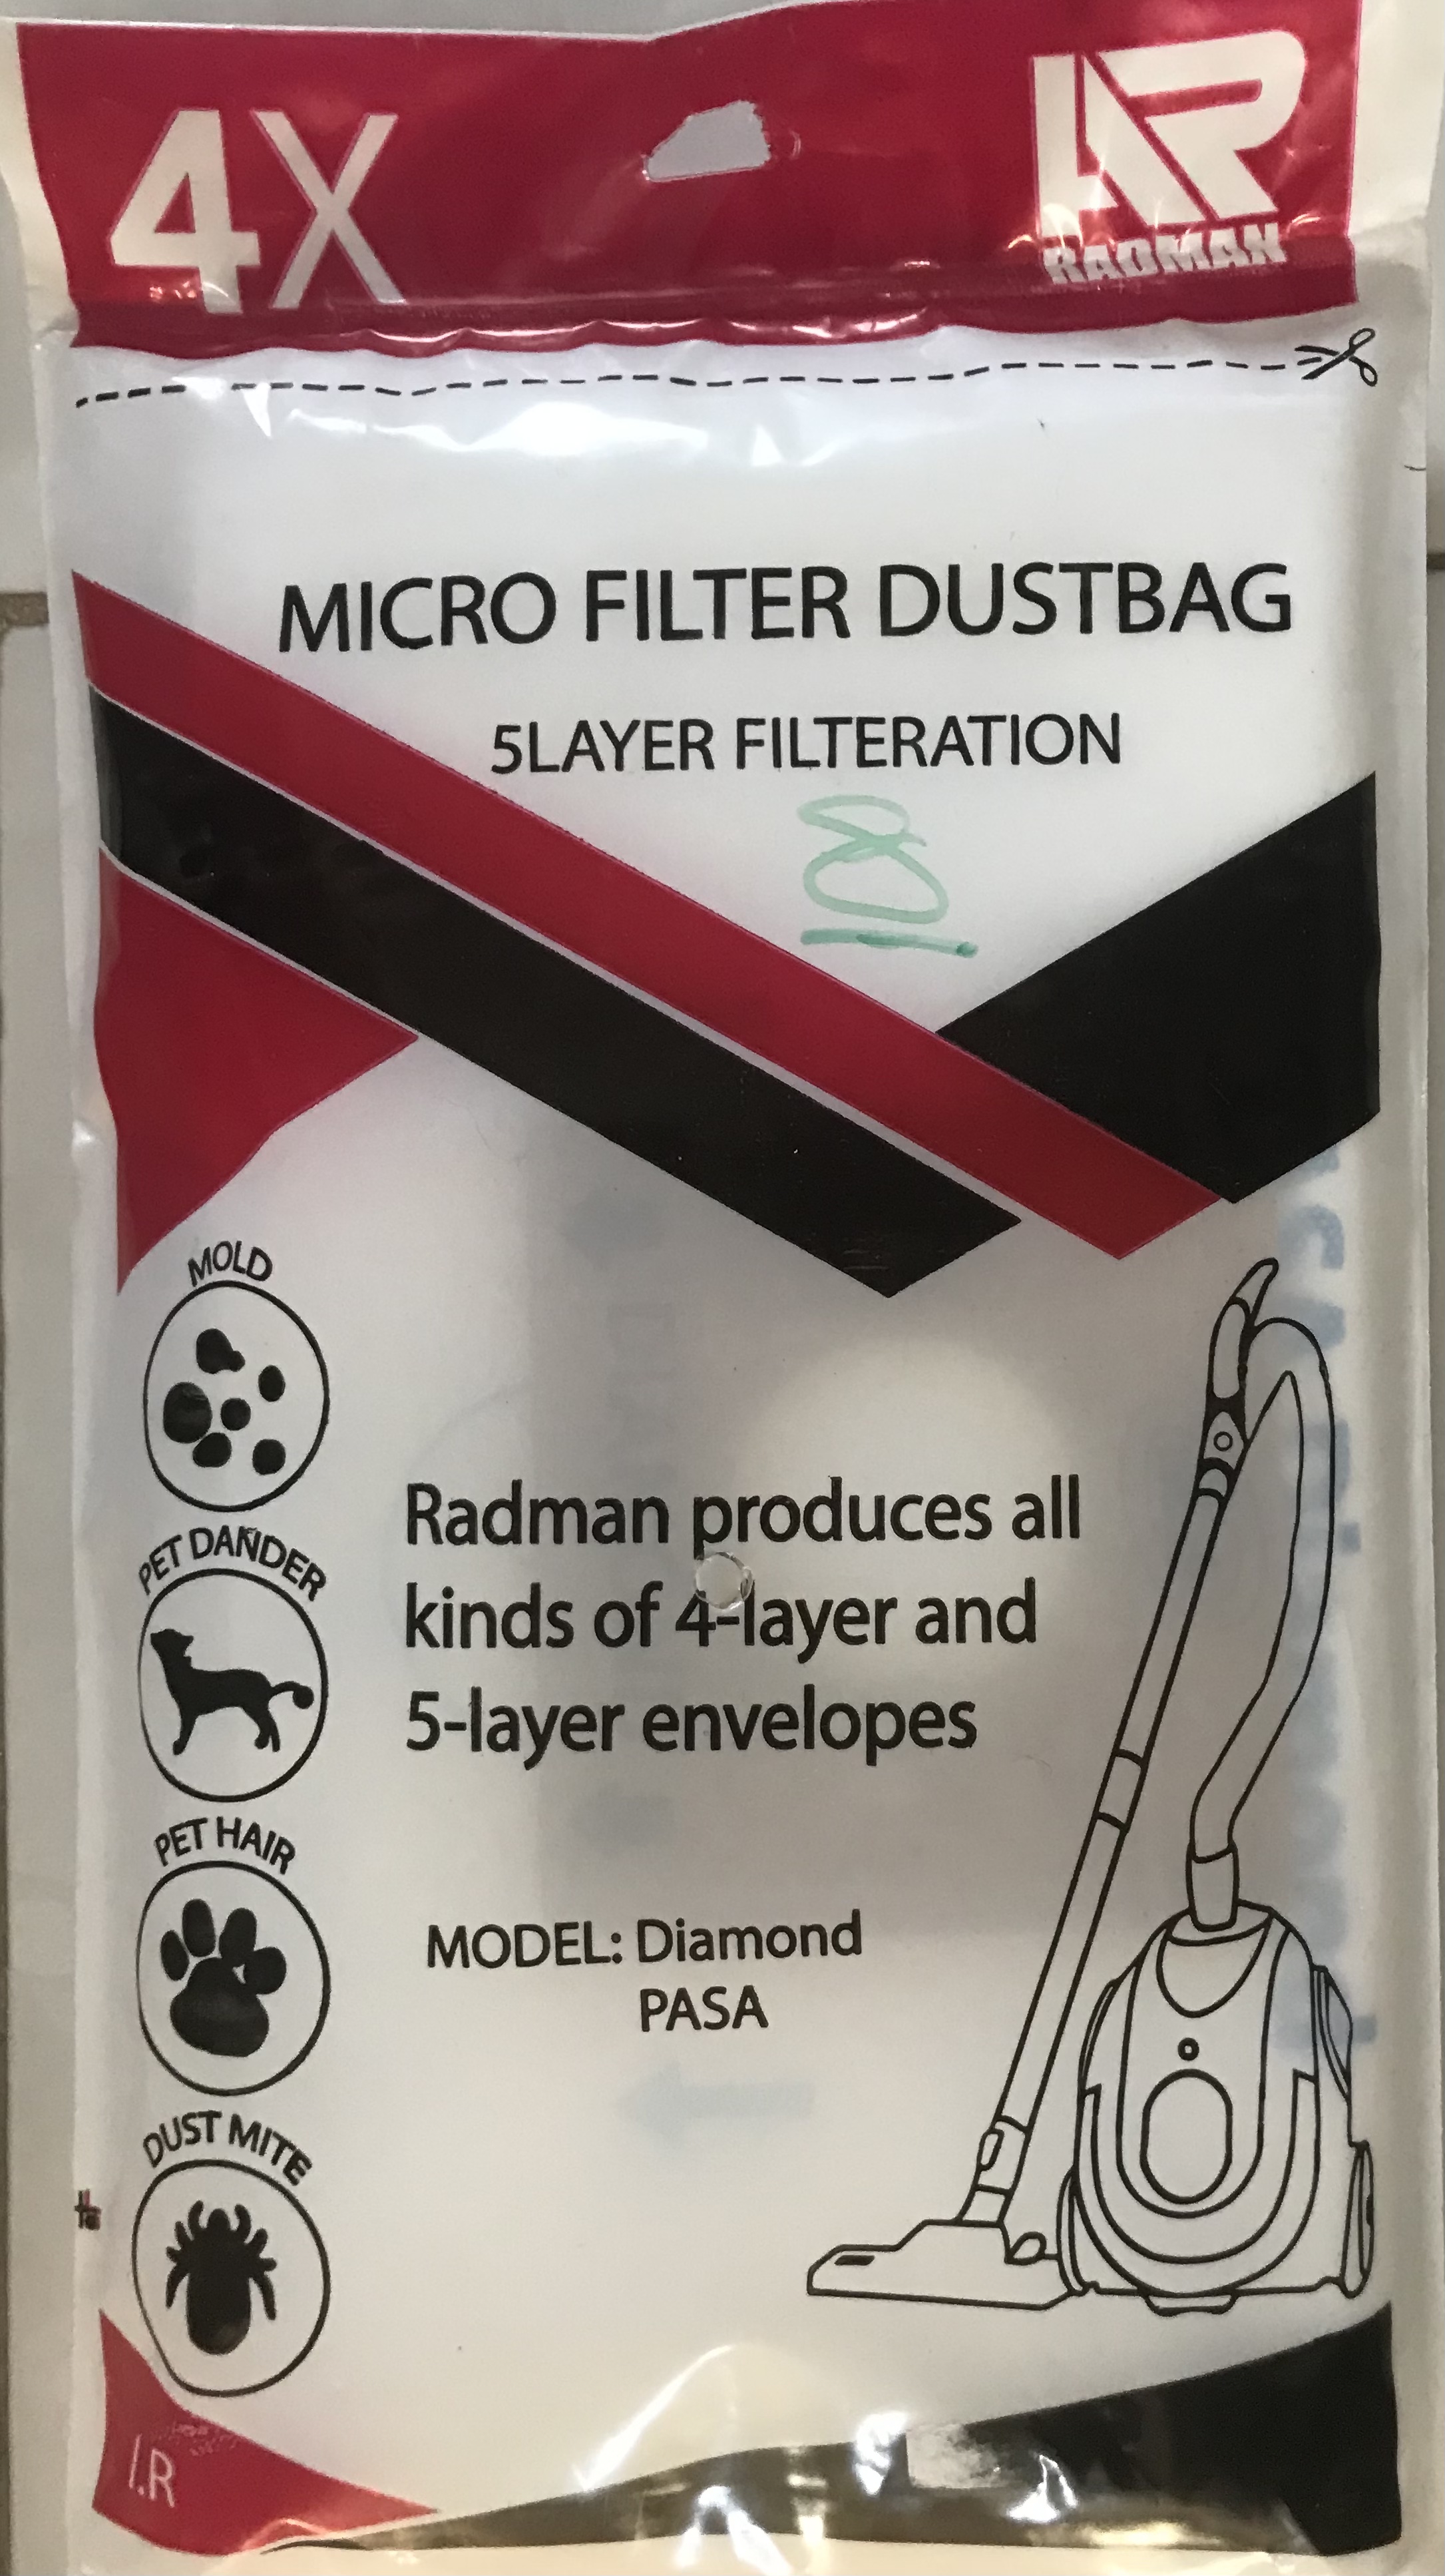 4X
RADMAN
MICRO FILTER DUSTBAG
5LAYER FILTERATION
MOLD
PET DANDER
PET HAIR
DUST MITE
Radman produces all
kinds of 4-layer and
5-layer envelopes
MODEL: Diamond
PASA
I.R